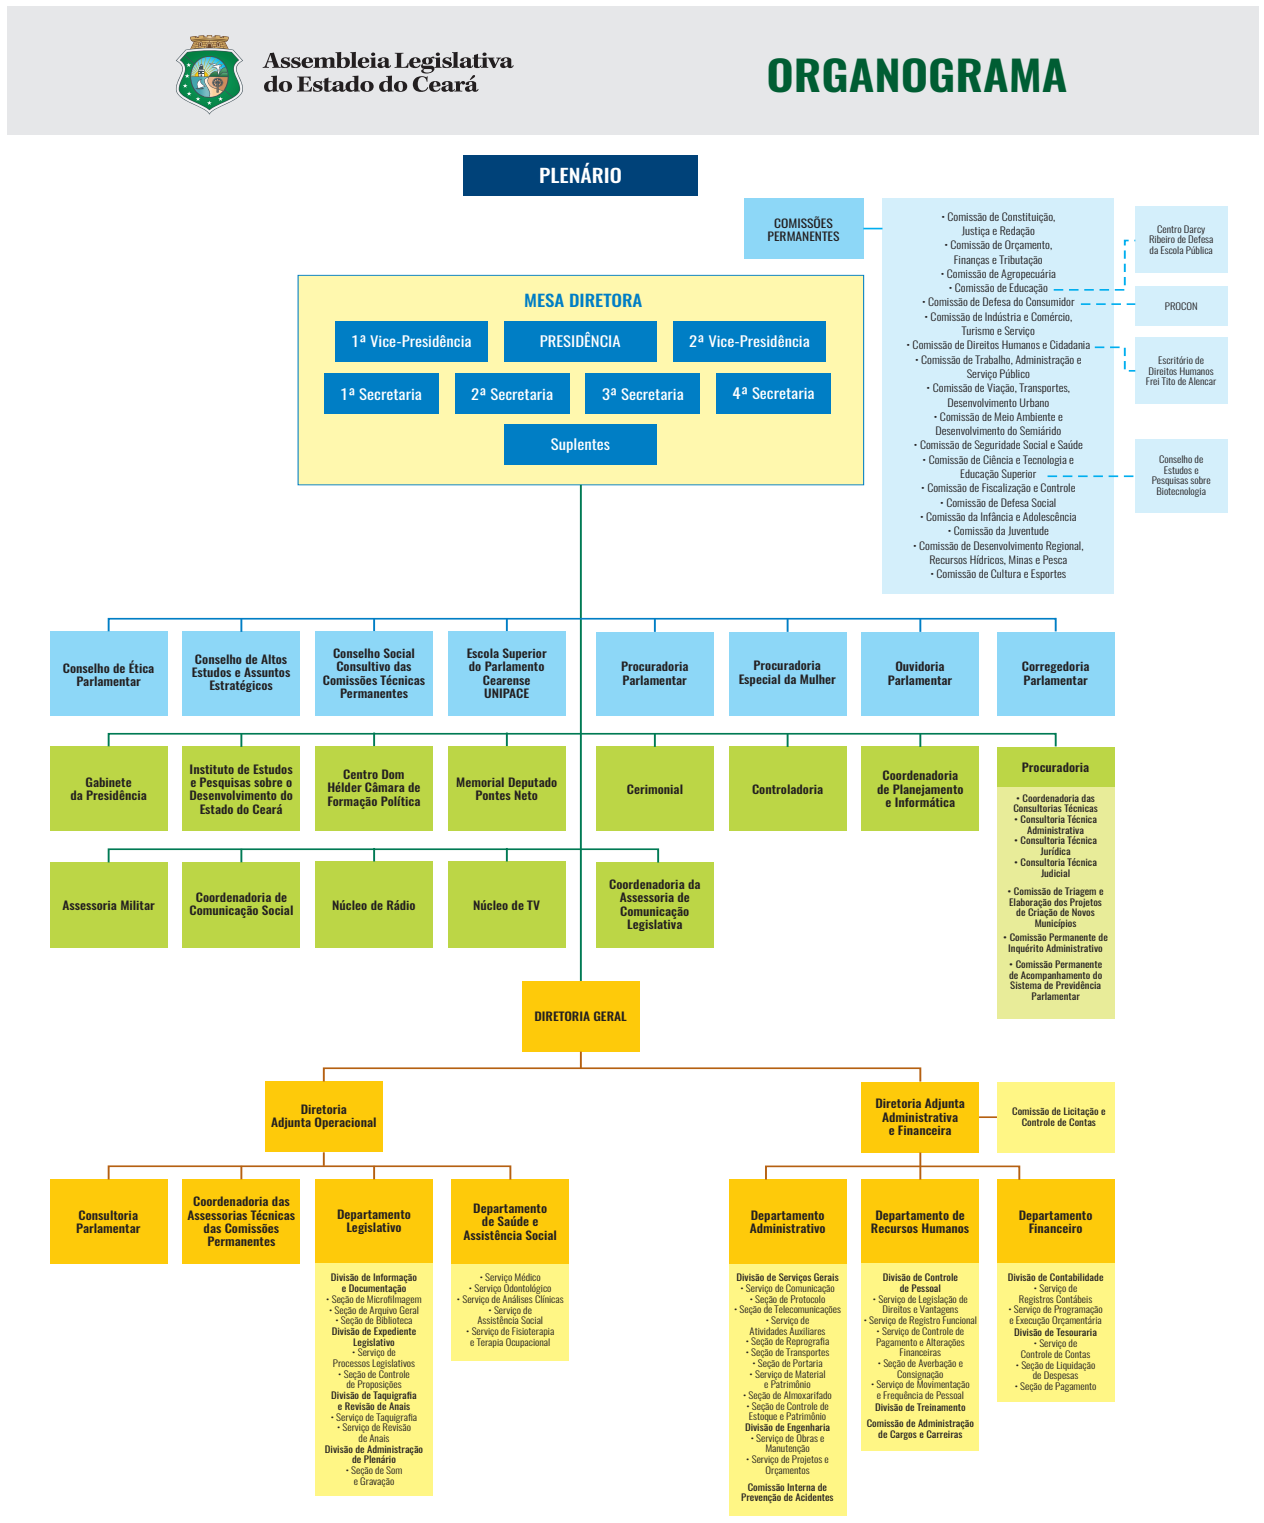 Assembleia Legislativa
do Estado do Ceará
ORGANOGRAMA
PLENÁRIO
COMISSÕES
PERMANENTES
• Comissão de Constituição,
Justiça e Redação
• Comissão de Orçamento,
Finanças e Tributação
• Comissão de Agropecuária
• Comissão de Educação
• Comissão de Defesa do Consumidor
• Comissão de Indústria e Comércio,
Turismo e Serviço
• Comissão de Direitos Humanos e Cidadania
• Comissão de Trabalho, Administração e
Serviço Público
• Comissão de Viação, Transportes,
Desenvolvimento Urbano
• Comissão de Meio Ambiente e
Desenvolvimento do Semiárido
• Comissão de Seguridade Social e Saúde
• Comissão de Ciência e Tecnologia e
Educação Superior
• Comissão de Fiscalização e Controle
• Comissão de Defesa Social
• Comissão da Infância e Adolescência
• Comissão da Juventude
• Comissão de Desenvolvimento Regional,
Recursos Hídricos, Minas e Pesca
• Comissão de Cultura e Esportes
Centro Darcy
Ribeiro de Defesa
da Escola Pública
PROCON
Escritório de
Direitos Humanos
Frei Tito de Alencar
Conselho de
Estudos e
Pesquisas sobre
Biotecnologia
MESA DIRETORA
1ª Vice-Presidência
PRESIDÊNCIA
2ª Vice-Presidência
1ª Secretaria
2ª Secretaria
3ª Secretaria
4ª Secretaria
Suplentes
Conselho de Ética
Parlamentar
Conselho de Altos
Estudos e Assuntos
Estratégicos
Conselho Social
Consultivo das
Comissões Técnicas
Permanentes
Escola Superior
do Parlamento
Cearense
UNIPACE
Procuradoria
Parlamentar
Procuradoria
Especial da Mulher
Ouvidoria
Parlamentar
Corregedoria
Parlamentar
Gabinete
da Presidência
Instituto de Estudos
e Pesquisas sobre o
Desenvolvimento do
Estado do Ceará
Centro Dom
Hélder Câmara de
Formação Política
Memorial Deputado
Pontes Neto
Cerimonial
Controladoria
Coordenadoria
de Planejamento
e Informática
Procuradoria
• Coordenadoria das
Consultorias Técnicas
• Consultoria Técnica
Administrativa
• Consultoria Técnica
Jurídica
• Consultoria Técnica
Judicial
• Comissão de Triagem e
Elaboração dos Projetos
de Criação de Novos
Municípios
• Comissão Permanente de
Inquérito Administrativo
• Comissão Permanente
de Acompanhamento do
Sistema de Previdência
Parlamentar
Assessoria Militar
Coordenadoria de
Comunicação Social
Núcleo de Rádio
Núcleo de TV
Coordenadoria da
Assessoria de
Comunicação
Legislativa
DIRETORIA GERAL
Diretoria
Adjunta Operacional
Diretoria Adjunta
Administrativa
e Financeira
Comissão de Licitação e
Controle de Contas
Consultoria
Parlamentar
Coordenadoria das
Assessorias Técnicas
das Comissões
Permanentes
Departamento
Legislativo
Divisão de Informação
e Documentação
• Seção de Microfilmagem
• Seção de Arquivo Geral
• Seção de Biblioteca
Divisão de Expediente
Legislativo
• Serviço de
Processos Legislativos
• Seção de Controle
de Proposições
Divisão de Taquigrafia
e Revisão de Anais
• Serviço de Taquigrafia
• Serviço de Revisão
de Anais
Divisão de Administração
de Plenário
• Seção de Som
e Gravação
Departamento
de Saúde e
Assistência Social
• Serviço Médico
• Serviço Odontológico
• Serviço de Análises Clínicas
• Serviço de
Assistência Social
• Serviço de Fisioterapia
e Terapia Ocupacional
Departamento
Administrativo
Divisão de Serviços Gerais
• Serviço de Comunicação
• Seção de Protocolo
• Seção de Telecomunicações
• Serviço de
Atividades Auxiliares
• Seção de Reprografia
• Seção de Transportes
• Seção de Portaria
• Serviço de Material
e Patrimônio
• Seção de Almoxarifado
• Seção de Controle de
Estoque e Patrimônio
Divisão de Engenharia
• Serviço de Obras e
Manutenção
• Serviço de Projetos e
Orçamentos
Comissão Interna de
Prevenção de Acidentes
Departamento de
Recursos Humanos
Divisão de Controle
de Pessoal
• Serviço de Legislação de
Direitos e Vantagens
• Serviço de Registro Funcional
• Serviço de Controle de
Pagamento e Alterações
Financeiras
• Seção de Averbação e
Consignação
• Serviço de Movimentação
e Frequência de Pessoal
Divisão de Treinamento
Comissão de Administração
de Cargos e Carreiras
Departamento
Financeiro
Divisão de Contabilidade
• Serviço de
Registros Contábeis
• Serviço de Programação
e Execução Orçamentária
Divisão de Tesouraria
• Serviço de
Controle de Contas
• Seção de Liquidação
de Despesas
• Seção de Pagamento